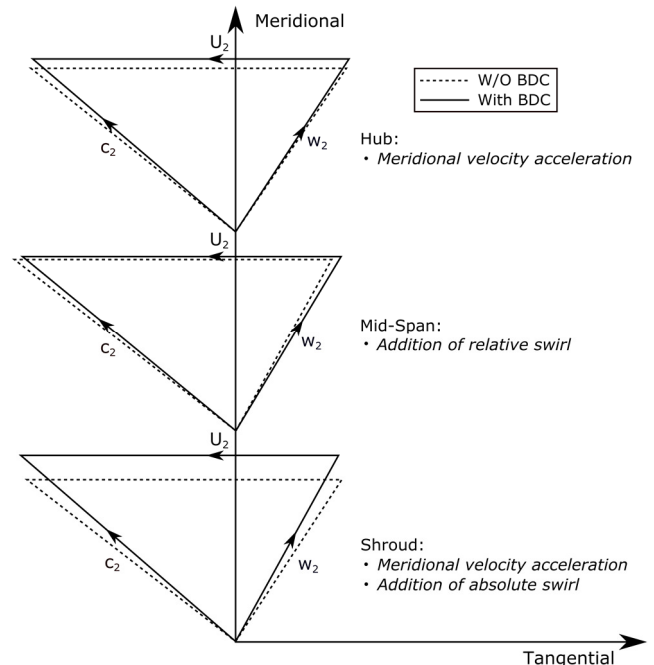 Meridional
U₂
W/O BDC
With BDC
c₂
w₂
Hub:
• Meridional velocity acceleration
U₂
c₂
w₂
Mid-Span:
• Addition of relative swirl
U₂
c₂
w₂
Shroud:
• Meridional velocity acceleration
• Addition of absolute swirl
Tangential